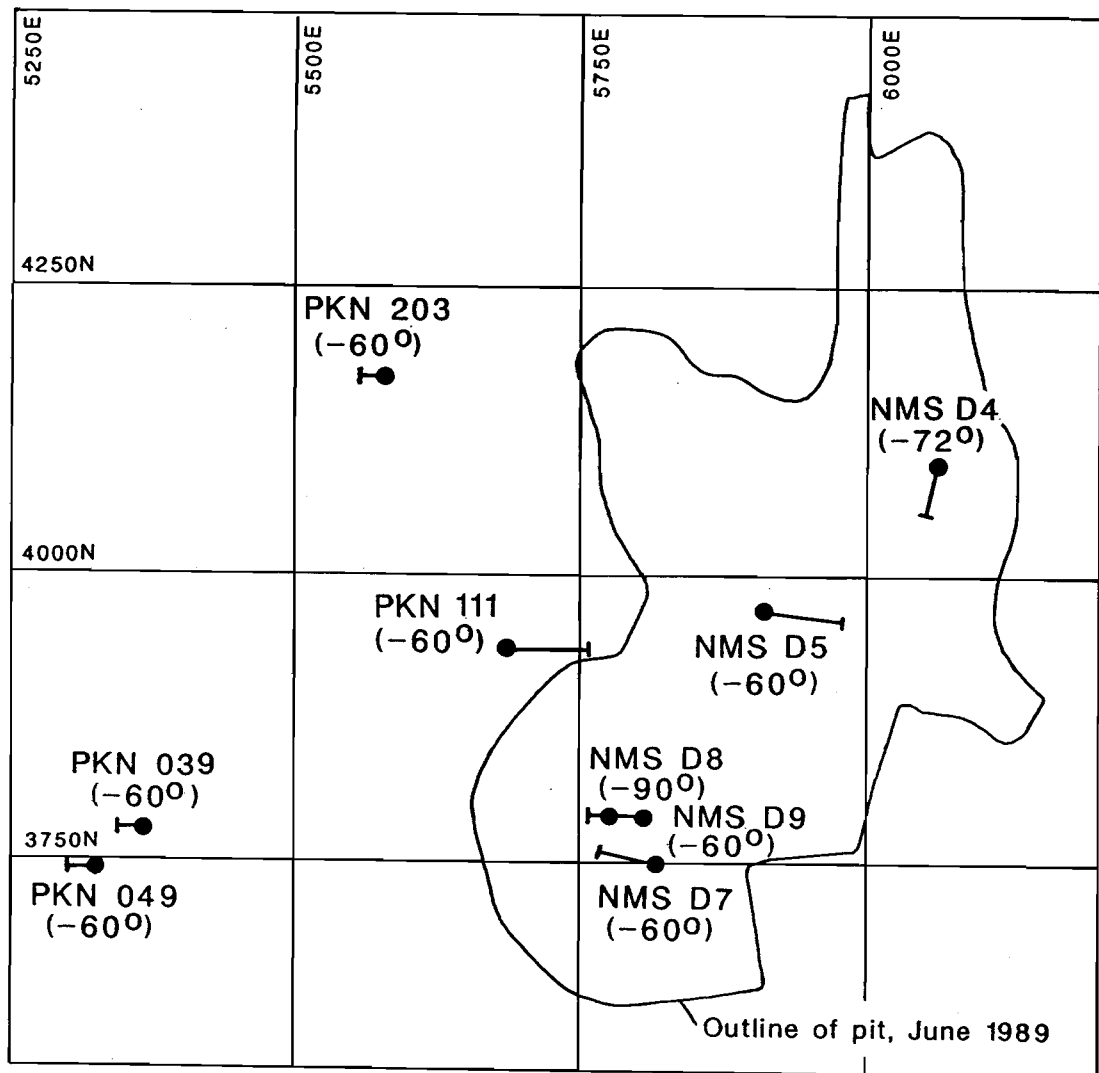 5250E
5500E
5750E
6000E
4250N
PKN 203
(-60°)
NMS D4
(-72°)
4000N
PKN 111
(-60°)
NMS D5
(-60°)
PKN 039
(-60°)
NMS D8
(-90°)
NMS D9
(-60°)
3750N
PKN 049
(-60°)
NMS D7
(-60°)
Outline of pit, June 1989